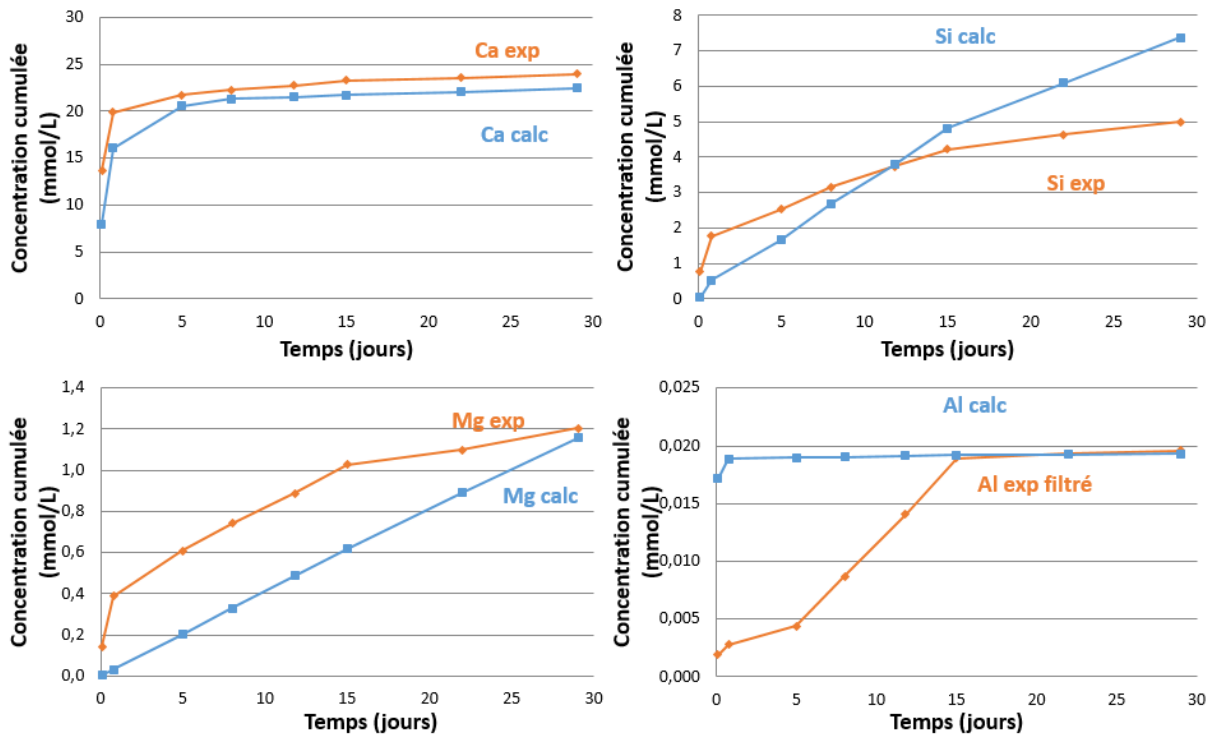 Concentration cumulée
(mmol/L)
30
25
20
15
10
5
0
Ca exp
Ca calc
0 5 10 15 20 25 30
Temps (jours)
Concentration cumulée
(mmol/L)
8
7
6
5
4
3
2
1
0
Si calc
Si exp
0 5 10 15 20 25 30
Temps (jours)
Concentration cumulée
(mmol/L)
1,4
1,2
1,0
0,8
0,6
0,4
0,2
0,0
Mg exp
Mg calc
0 5 10 15 20 25 30
Temps (jours)
Concentration cumulée
(mmol/L)
0,025
0,020
0,015
0,010
0,005
0,000
Al calc
Al exp filtré
0 5 10 15 20 25 30
Temps (jours)